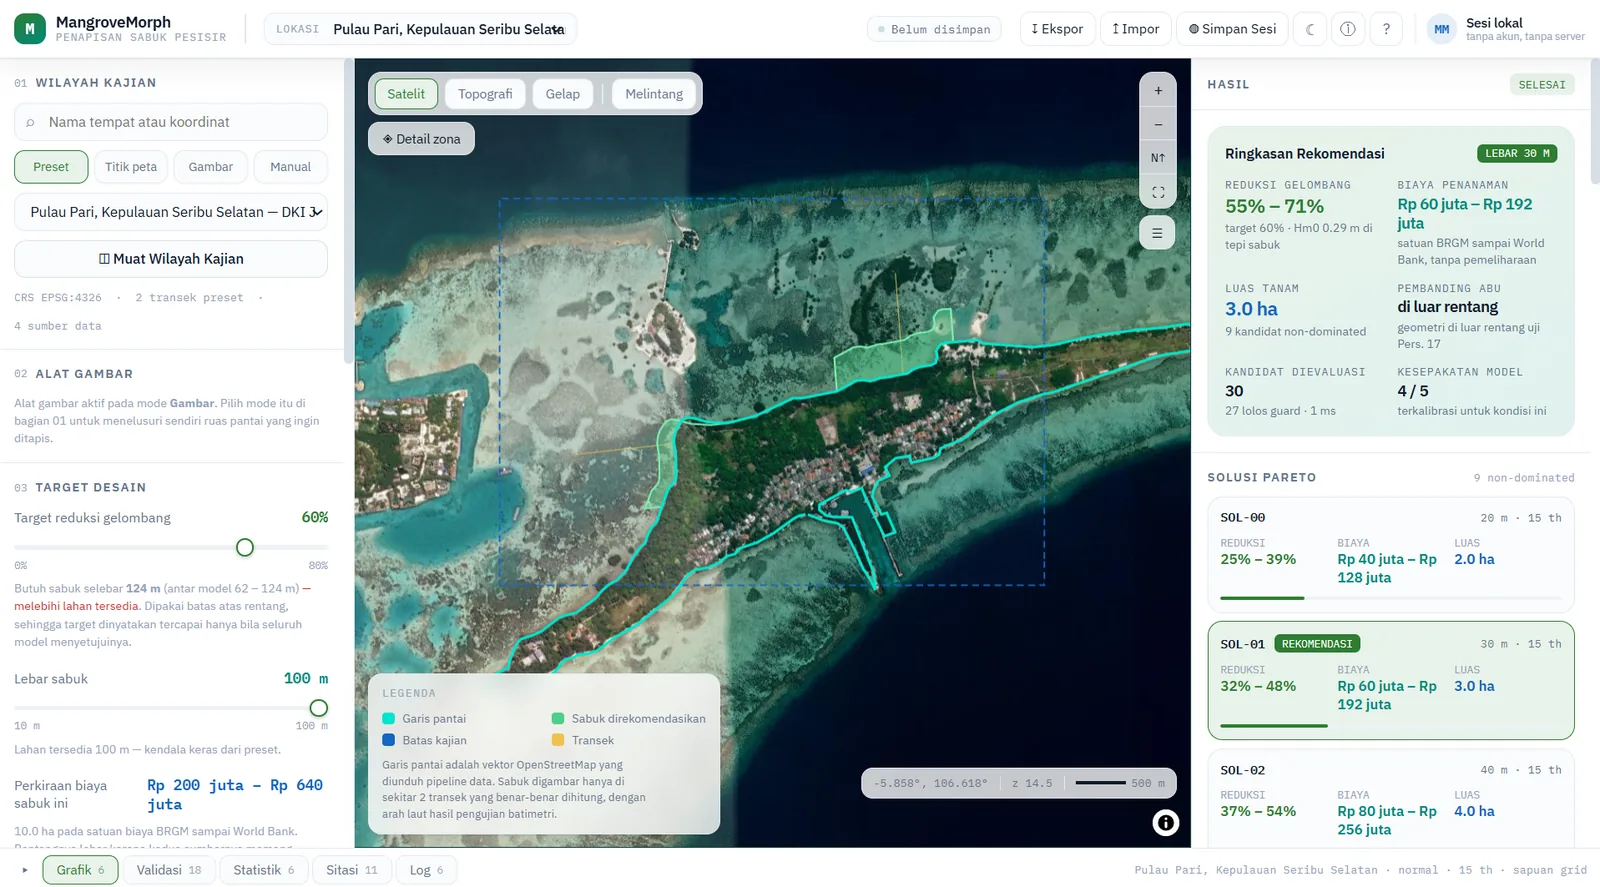 M
MangroveMorph
PENAPISAN SABUK PESISIR
LOKASI Pulau Pari, Kepulauan Seribu Selata
Belum disimpan
↧ Ekspor
↥ Impor
Simpan Sesi
?
MM
Sesi lokal
tanpa akun, tanpa server
01 WILAYAH KAJIAN
Nama tempat atau koordinat
Preset
Titik peta
Gambar
Manual
Pulau Pari, Kepulauan Seribu Selatan — DKI J
Muat Wilayah Kajian
CRS EPSG:4326 · 2 transek preset ·
4 sumber data
02 ALAT GAMBAR
Alat gambar aktif pada mode Gambar. Pilih mode itu di
bagian 01 untuk menelusuri sendiri ruas pantai yang ingin
ditapis.
03 TARGET DESAIN
Target reduksi gelombang 60%
0% 80%
Butuh sabuk selebar 124 m (antar model 62 – 124 m) —
melebihi lahan tersedia. Dipakai batas atas rentang,
sehingga target dinyatakan tercapai hanya bila seluruh
model menyetujuinya.
Lebar sabuk 100 m
10 m 100 m
Lahan tersedia 100 m — kendala keras dari preset.
Perkiraan biaya
sabuk ini
Rp 200 juta – Rp 640
juta
10.0 ha pada satuan biaya BRGM sampai World Bank.
Satelit
Topografi
Gelap
Melintang
◈ Detail zona
+
−
N↑
☰
LEGENDA
Garis pantai
Sabuk direkomendasikan
Batas kajian
Transek
Garis pantai adalah vektor OpenStreetMap yang
diunduh pipeline data. Sabuk digambar hanya di
sekitar 2 transek yang benar-benar dihitung, dengan
arah laut hasil pengujian batimetri.
-5.858°, 106.618° z 14.5 500 m
HASIL
SELESAI
Ringkasan Rekomendasi
LEBAR 30 M
REDUKSI GELOMBANG
55% – 71%
target 60% · Hm0 0.29 m di
tepi sabuk
BIAYA PENANAMAN
Rp 60 juta – Rp 192
juta
satuan BRGM sampai World
Bank, tanpa pemeliharaan
LUAS TANAM
3.0 ha
9 kandidat non-dominated
PEMBANDING ABU
di luar rentang
geometri di luar rentang uji
Pers. 17
KANDIDAT DIEVALUASI
30
27 lolos guard · 1 ms
KESEPAKATAN MODEL
4 / 5
terkalibrasi untuk kondisi ini
SOLUSI PARETO
9 non-dominated
SOL-00
20 m · 15 th
REDUKSI
25% – 39%
BIAYA
Rp 40 juta – Rp
128 juta
LUAS
2.0 ha
SOL-01 REKOMENDASI
30 m · 15 th
REDUKSI
32% – 48%
BIAYA
Rp 60 juta – Rp
192 juta
LUAS
3.0 ha
SOL-02
40 m · 15 th
REDUKSI
37% – 54%
BIAYA
Rp 80 juta – Rp
256 juta
LUAS
4.0 ha
Grafik 6
Validasi 18
Statistik 6
Sitasi 11
Log 6
Pulau Pari, Kepulauan Seribu Selatan · normal · 15 th · sapuan grid